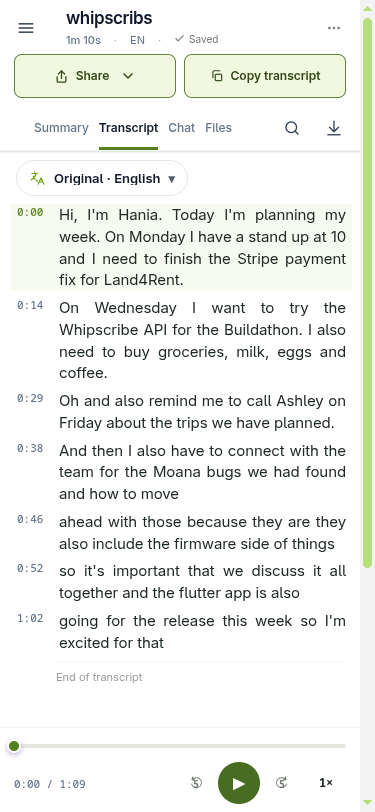 whipscribs
1m 10s · EN · Saved
Share
Copy transcript
Summary Transcript Chat Files
Original · English
0:00 Hi, I'm Hania. Today I'm planning my
week. On Monday I have a stand up at 10
and I need to finish the Stripe payment
fix for Land4Rent.
0:14 On Wednesday I want to try the
Whipscribe API for the Buildathon. I also
need to buy groceries, milk, eggs and
coffee.
0:29 Oh and also remind me to call Ashley on
Friday about the trips we have planned.
0:38 And then I also have to connect with the
team for the Moana bugs we had found
and how to move
0:46 ahead with those because they are they
also include the firmware side of things
0:52 so it's important that we discuss it all
together and the flutter app is also
1:02 going for the release this week so I'm
excited for that
End of transcript
0:00 / 1:09 5 5 1×